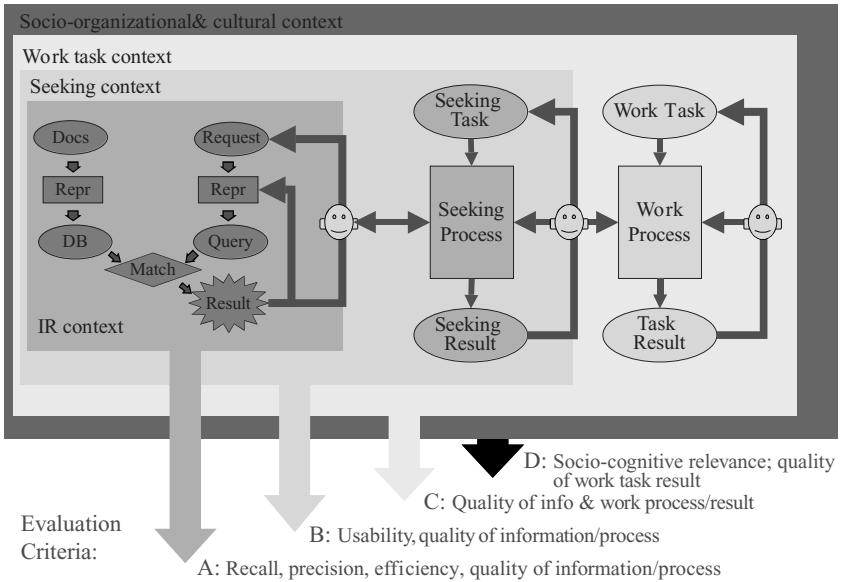 Socio-organizational& cultural context
Work task context
Seeking context
Docs
Request
Seeking
Task
Work Task
Repr
Repr
Seeking
Process
Work
Process
DB
Query
Match
Result
IR context
Seeking
Result
Task
Result
D: Socio-cognitive relevance; quality
of work task result
C: Quality of info & work process/result
Evaluation
Criteria:
B: Usability, quality of information/process
A: Recall, precision, efficiency, quality of information/process